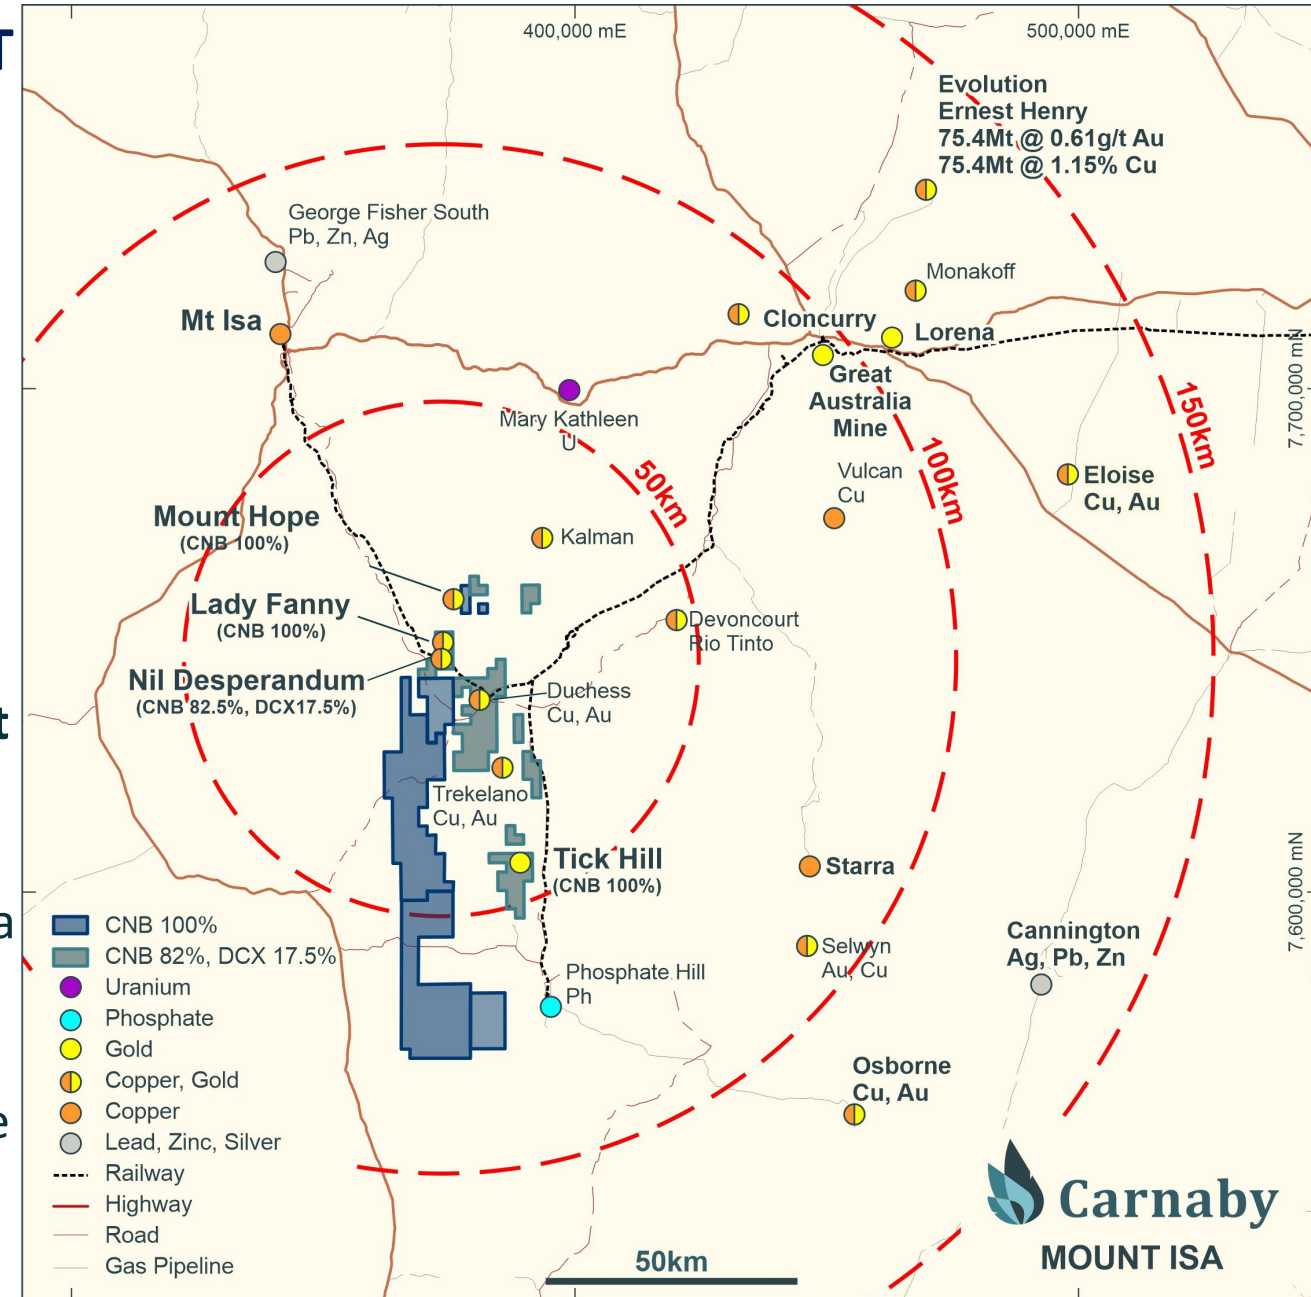 T
t
a
e
400,000 mE
500,000 mE
Evolution
Ernest Henry
75.4Mt @ 0.61g/t Au
75.4Mt @ 1.15% Cu
George Fisher South
Pb, Zn, Ag
Monakoff
Mt Isa
Cloncurry
Lorena
Great
Australia
Mine
7,700,000 mN
150km
100km
50km
Mary Kathleen
U
Vulcan
Cu
Eloise
Cu, Au
Mount Hope
(CNB 100%)
Kalman
Lady Fanny
(CNB 100%)
Devoncourt
Rio Tinto
Nil Desperandum
(CNB 82.5%, DCX17.5%)
Duchess
Cu, Au
Trekelano
Cu, Au
Tick Hill
(CNB 100%)
Starra
7,600,000 mN
Selwyn
Au, Cu
Cannington
Ag, Pb, Zn
Phosphate Hill
Ph
Osborne
Cu, Au
CNB 100%
CNB 82%, DCX 17.5%
Uranium
Phosphate
Gold
Copper, Gold
Copper
Lead, Zinc, Silver
Railway
Highway
Road
Gas Pipeline
50km
Carnaby
MOUNT ISA